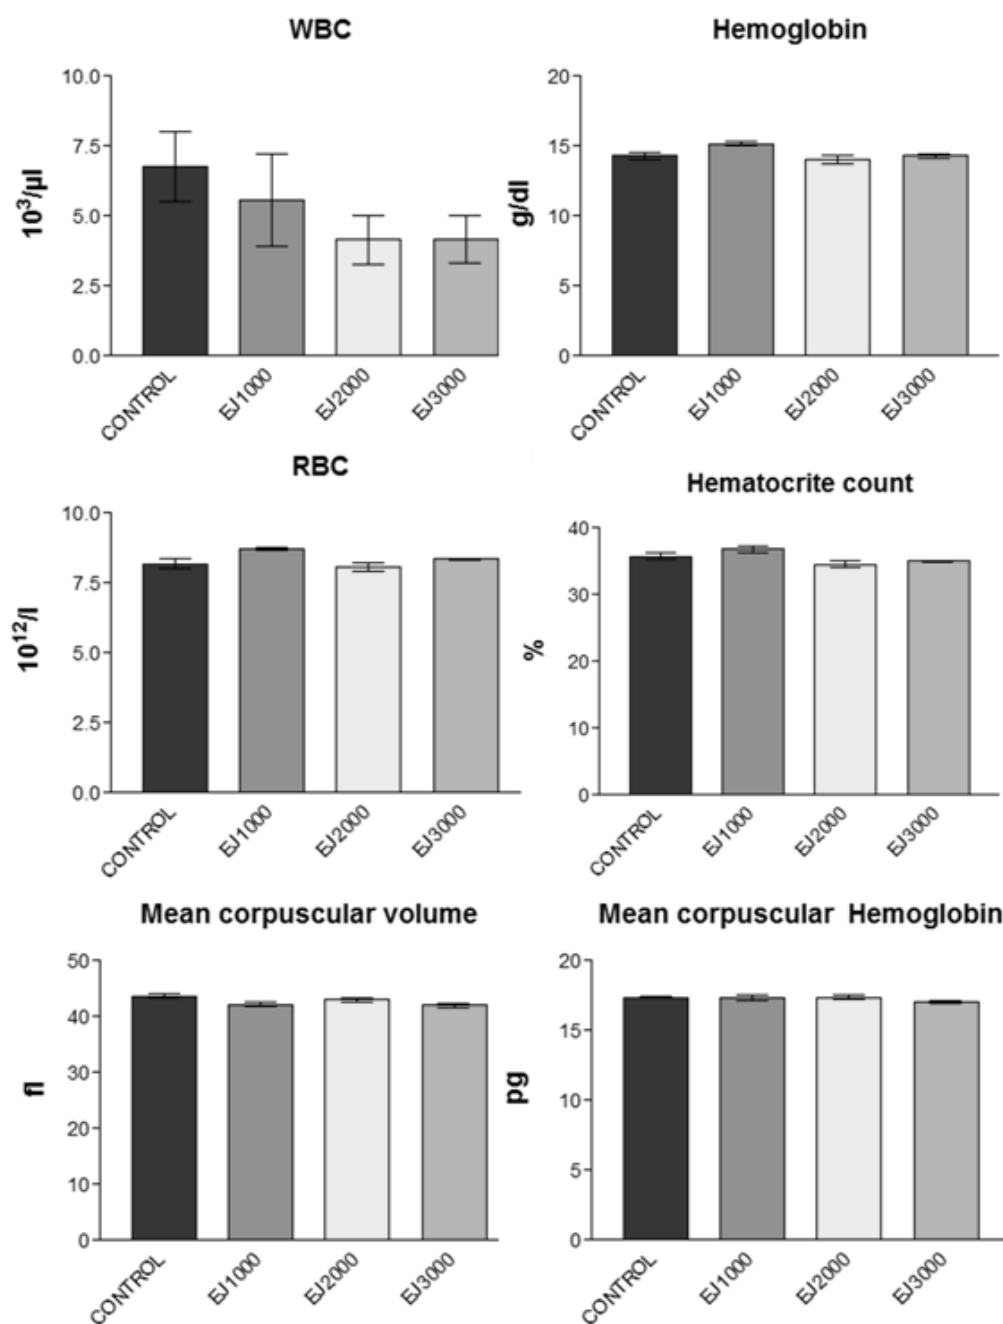 WBC
10.0
7.5
5.0
2.5
0.0
10³/µl
CONTROL
EJ1000
EJ2000
EJ3000
Hemoglobin
20
15
10
5
0
g/dl
CONTROL
EJ1000
EJ2000
EJ3000
RBC
10.0
7.5
5.0
2.5
0.0
10¹²/l
CONTROL
EJ1000
EJ2000
EJ3000
Hematocrite count
40
30
20
10
0
%
CONTROL
EJ1000
EJ2000
EJ3000
Mean corpuscular volume
50
40
30
20
10
0
fl
CONTROL
EJ1000
EJ2000
EJ3000
Mean corpuscular Hemoglobin
20
15
10
5
0
pg
CONTROL
EJ1000
EJ2000
EJ3000